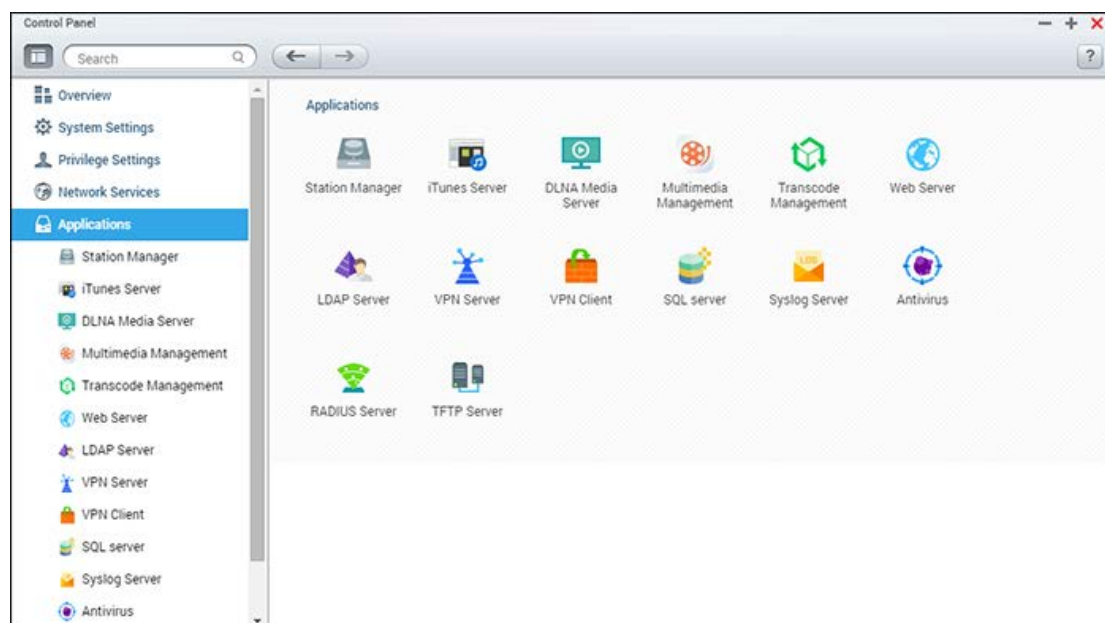 Control Panel
Search
?
Overview
System Settings
Privilege Settings
Network Services
Applications
Station Manager
iTunes Server
DLNA Media Server
Multimedia Management
Transcode Management
Web Server
LDAP Server
VPN Server
VPN Client
SQL server
Syslog Server
Antivirus
Applications
Station Manager
iTunes Server
DLNA Media
Server
Multimedia
Management
Transcode
Management
Web Server
LDAP Server
VPN Server
VPN Client
SQL server
LOG
Syslog Server
Antivirus
RADIUS Server
TFTP Server